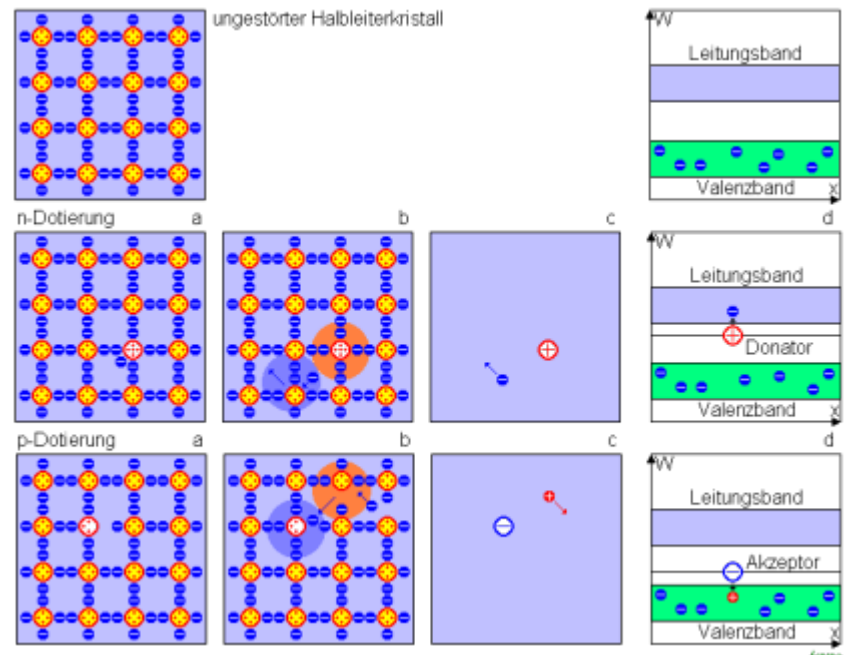 ungestörter Halbleiterkristall
W
Leitungsband
Valenzband x
n-Dotierung a b c d
W
Leitungsband
Donator
Valenzband x
p-Dotierung a b c d
W
Leitungsband
Akzeptor
Valenzband x